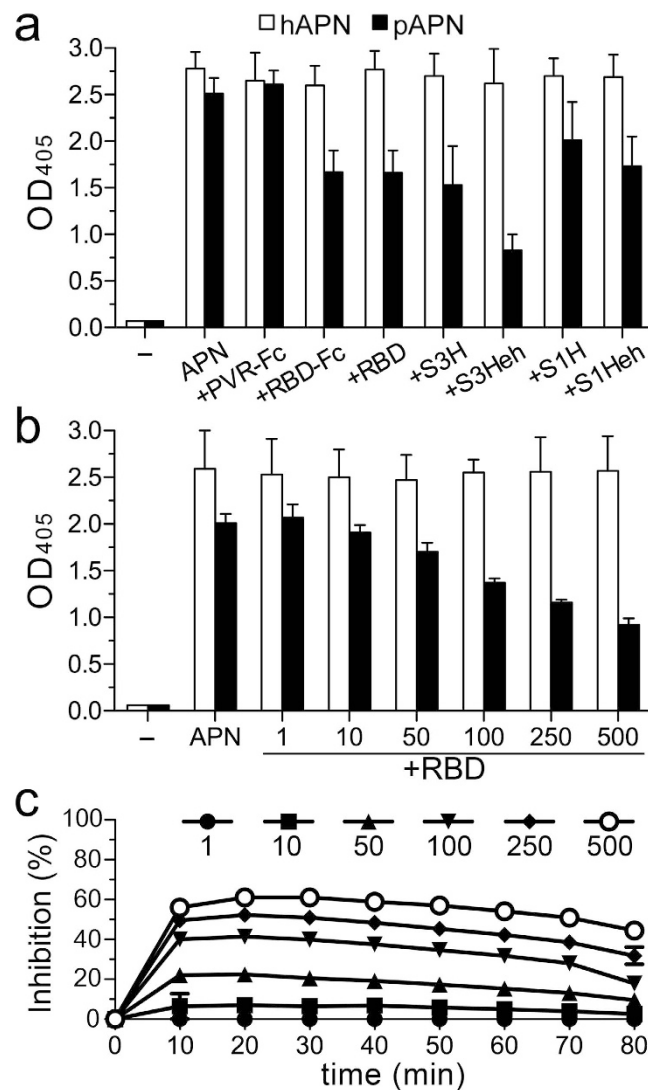 a
hAPN pAPN
OD405
3.0
2.5
2.0
1.5
1.0
0.5
0.0
– APN +PVR-Fc +RBD-Fc +RBD +S3H +S3Heh +S1H +S1Heh
b
OD405
3.0
2.5
2.0
1.5
1.0
0.5
0.0
– APN 1 10 50 100 250 500
+RBD
c
1 10 50 100 250 500
Inhibition (%)
100
80
60
40
20
0
0 10 20 30 40 50 60 70 80
time (min)